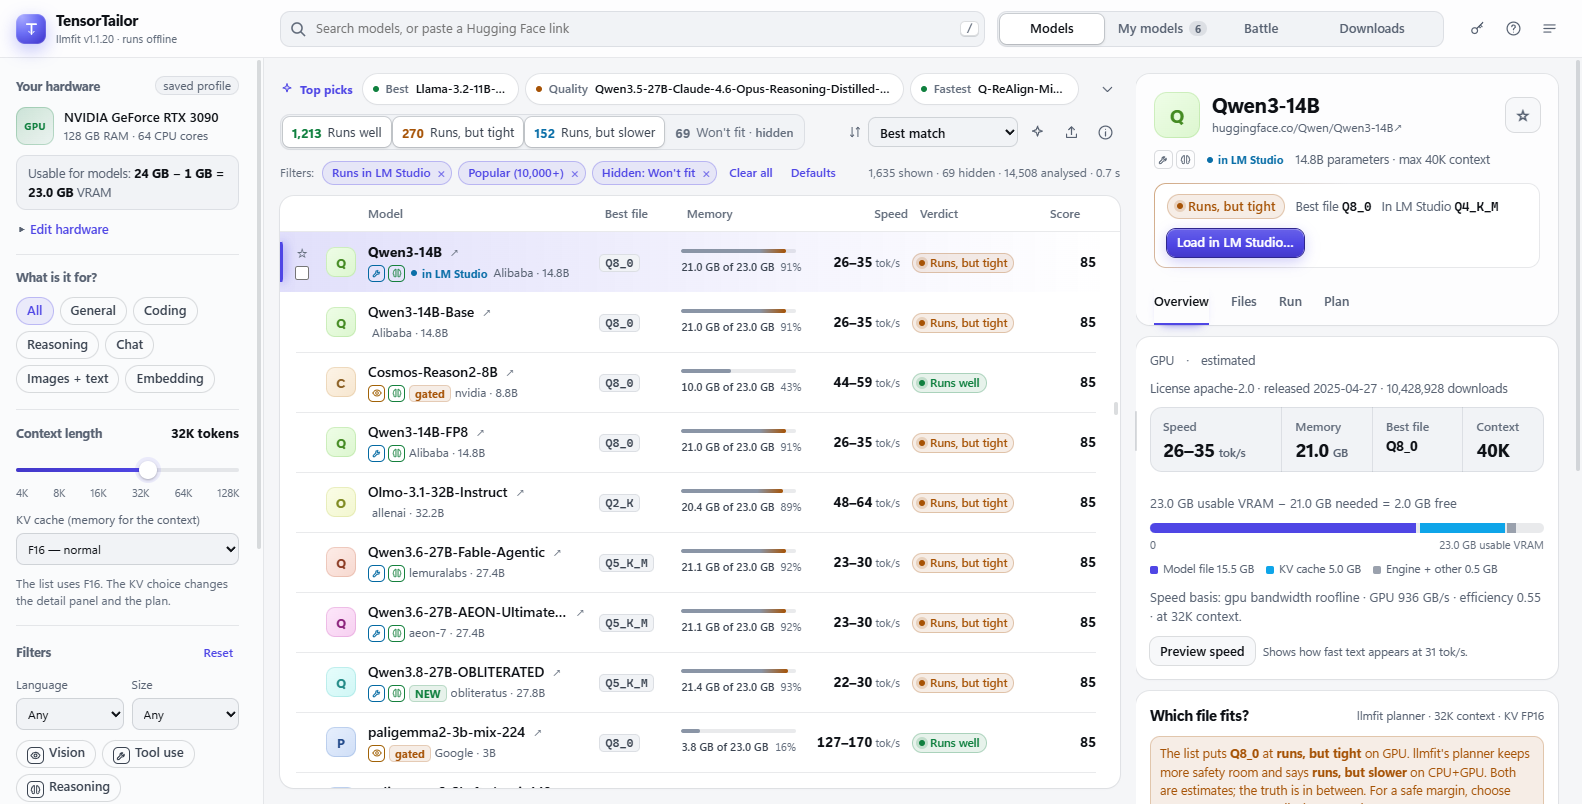 TensorTailor
llmfit v1.1.20 · runs offline
Search models, or paste a Hugging Face link
/
Models
My models 6
Battle
Downloads
Your hardware
saved profile
GPU
NVIDIA GeForce RTX 3090
128 GB RAM · 64 CPU cores
Usable for models: 24 GB − 1 GB =
23.0 GB VRAM
▸ Edit hardware
What is it for?
All
General
Coding
Reasoning
Chat
Images + text
Embedding
Context length
32K tokens
4K 8K 16K 32K 64K 128K
KV cache (memory for the context)
F16 — normal
The list uses F16. The KV choice changes
the detail panel and the plan.
Filters
Reset
Language
Size
Any
Any
Vision
Tool use
Reasoning
Top picks
Best Llama-3.2-11B-...
Quality Qwen3.5-27B-Claude-4.6-Opus-Reasoning-Distilled-...
Fastest Q-ReAlign-Mi...
1,213 Runs well
270 Runs, but tight
152 Runs, but slower
69 Won't fit · hidden
Best match
Filters:
Runs in LM Studio ×
Popular (10,000+) ×
Hidden: Won't fit ×
Clear all
Defaults
1,635 shown · 69 hidden · 14,508 analysed · 0.7 s
Model Best file Memory Speed Verdict Score
Q
Qwen3-14B ↗
in LM Studio Alibaba · 14.8B
Q8_0
21.0 GB of 23.0 GB 91%
26–35 tok/s
Runs, but tight
85
Q
Qwen3-14B-Base ↗
Alibaba · 14.8B
Q8_0
21.0 GB of 23.0 GB 91%
26–35 tok/s
Runs, but tight
85
C
Cosmos-Reason2-8B ↗
gated nvidia · 8.8B
Q8_0
10.0 GB of 23.0 GB 43%
44–59 tok/s
Runs well
85
Q
Qwen3-14B-FP8 ↗
Alibaba · 14.8B
Q8_0
21.0 GB of 23.0 GB 91%
26–35 tok/s
Runs, but tight
85
O
Olmo-3.1-32B-Instruct ↗
allenai · 32.2B
Q2_K
20.4 GB of 23.0 GB 89%
48–64 tok/s
Runs, but tight
85
Q
Qwen3.6-27B-Fable-Agentic ↗
lemuralabs · 27.4B
Q5_K_M
21.1 GB of 23.0 GB 92%
23–30 tok/s
Runs, but tight
85
Q
Qwen3.6-27B-AEON-Ultimate... ↗
aeon-7 · 27.4B
Q5_K_M
21.1 GB of 23.0 GB 92%
23–30 tok/s
Runs, but tight
85
Q
Qwen3.8-27B-OBLITERATED ↗
NEW obliteratus · 27.8B
Q5_K_M
21.4 GB of 23.0 GB 93%
22–30 tok/s
Runs, but tight
85
P
paligemma2-3b-mix-224 ↗
gated Google · 3B
Q8_0
3.8 GB of 23.0 GB 16%
127–170 tok/s
Runs well
85
Q
Qwen3-14B
huggingface.co/Qwen/Qwen3-14B↗
in LM Studio 14.8B parameters · max 40K context
Runs, but tight
Best file Q8_0 In LM Studio Q4_K_M
Load in LM Studio...
Overview
Files
Run
Plan
GPU · estimated
License apache-2.0 · released 2025-04-27 · 10,428,928 downloads
Speed
26–35 tok/s
Memory
21.0 GB
Best file
Q8_0
Context
40K
23.0 GB usable VRAM − 21.0 GB needed = 2.0 GB free
0
23.0 GB usable VRAM
Model file 15.5 GB KV cache 5.0 GB Engine + other 0.5 GB
Speed basis: gpu bandwidth roofline · GPU 936 GB/s · efficiency 0.55
· at 32K context.
Preview speed
Shows how fast text appears at 31 tok/s.
Which file fits?
llmfit planner · 32K context · KV FP16
The list puts Q8_0 at runs, but tight on GPU. llmfit's planner keeps
more safety room and says runs, but slower on CPU+GPU. Both
are estimates; the truth is in between. For a safe margin, choose